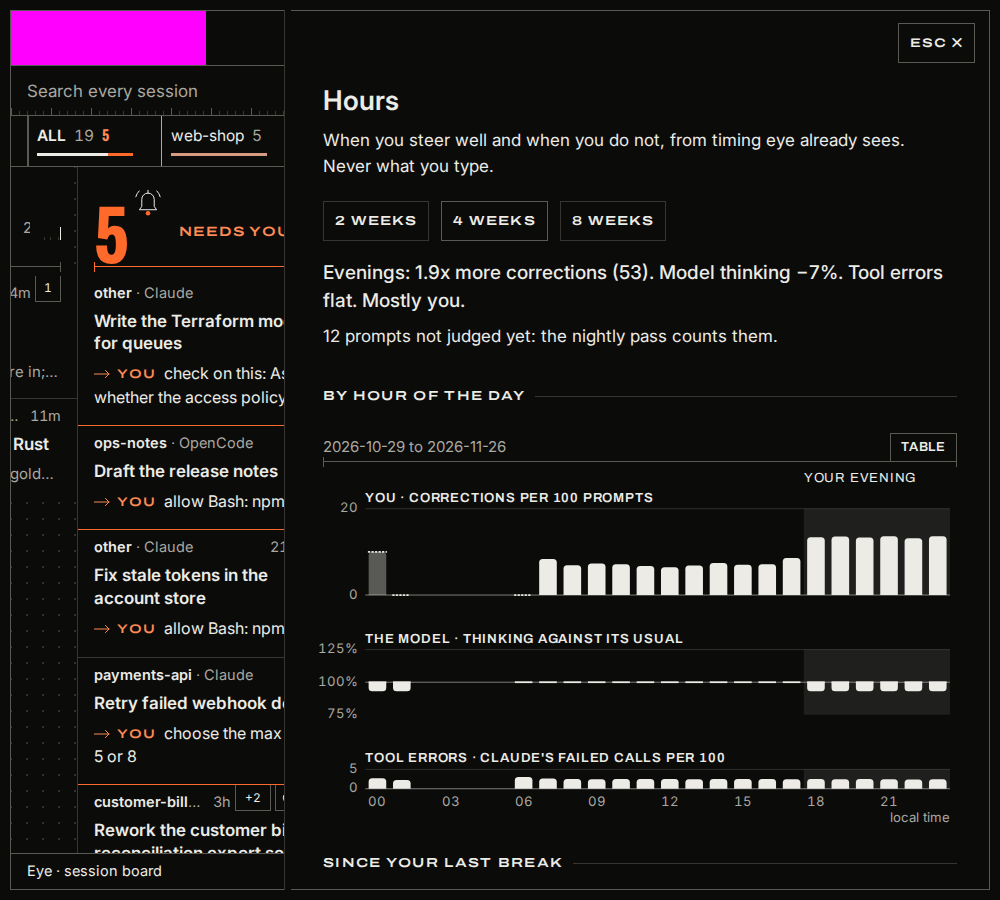 Search every session
ALL 19 5
web-shop 5
2
4m 1
re in;...
.. 11m
Rust
gold...
5
NEEDS YOU
other · Claude
Write the Terraform mo
for queues
→ YOU check on this: As
whether the access policy
ops-notes · OpenCode
Draft the release notes
→ YOU allow Bash: npm
other · Claude 21
Fix stale tokens in the
account store
→ YOU allow Bash: npm
payments-api · Claude
Retry failed webhook de
→ YOU choose the max
5 or 8
customer-bill... 3h +2
Rework the customer bi
reconciliation export so
Eye · session board
ESC ✕
Hours
When you steer well and when you do not, from timing eye already sees.
Never what you type.
2 WEEKS
4 WEEKS
8 WEEKS
Evenings: 1.9x more corrections (53). Model thinking −7%. Tool errors
flat. Mostly you.
12 prompts not judged yet: the nightly pass counts them.
BY HOUR OF THE DAY
2026-10-29 to 2026-11-26
TABLE
YOUR EVENING
YOU · CORRECTIONS PER 100 PROMPTS
20
0
THE MODEL · THINKING AGAINST ITS USUAL
125%
100%
75%
TOOL ERRORS · CLAUDE'S FAILED CALLS PER 100
5
0
00 03 06 09 12 15 18 21
local time
SINCE YOUR LAST BREAK